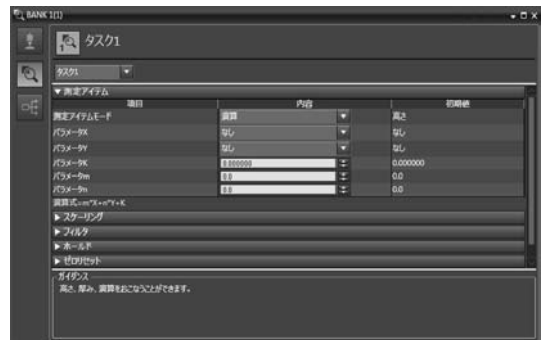 BANK 1(1)
タスク1
タスク1
▼測定アイテム
項目 内容 初期値
測定アイテムモード 演算 高さ
パラメータX なし なし
パラメータY なし なし
パラメータK 0.000000 0.000000
パラメータm 0.0 0.0
パラメータn 0.0 0.0
演算式=m*X+n*Y+K
▶スケーリング
▶フィルタ
▶ホールド
▶ゼロリセット
ガイダンス
高さ、厚み、演算をおこなうことができます。